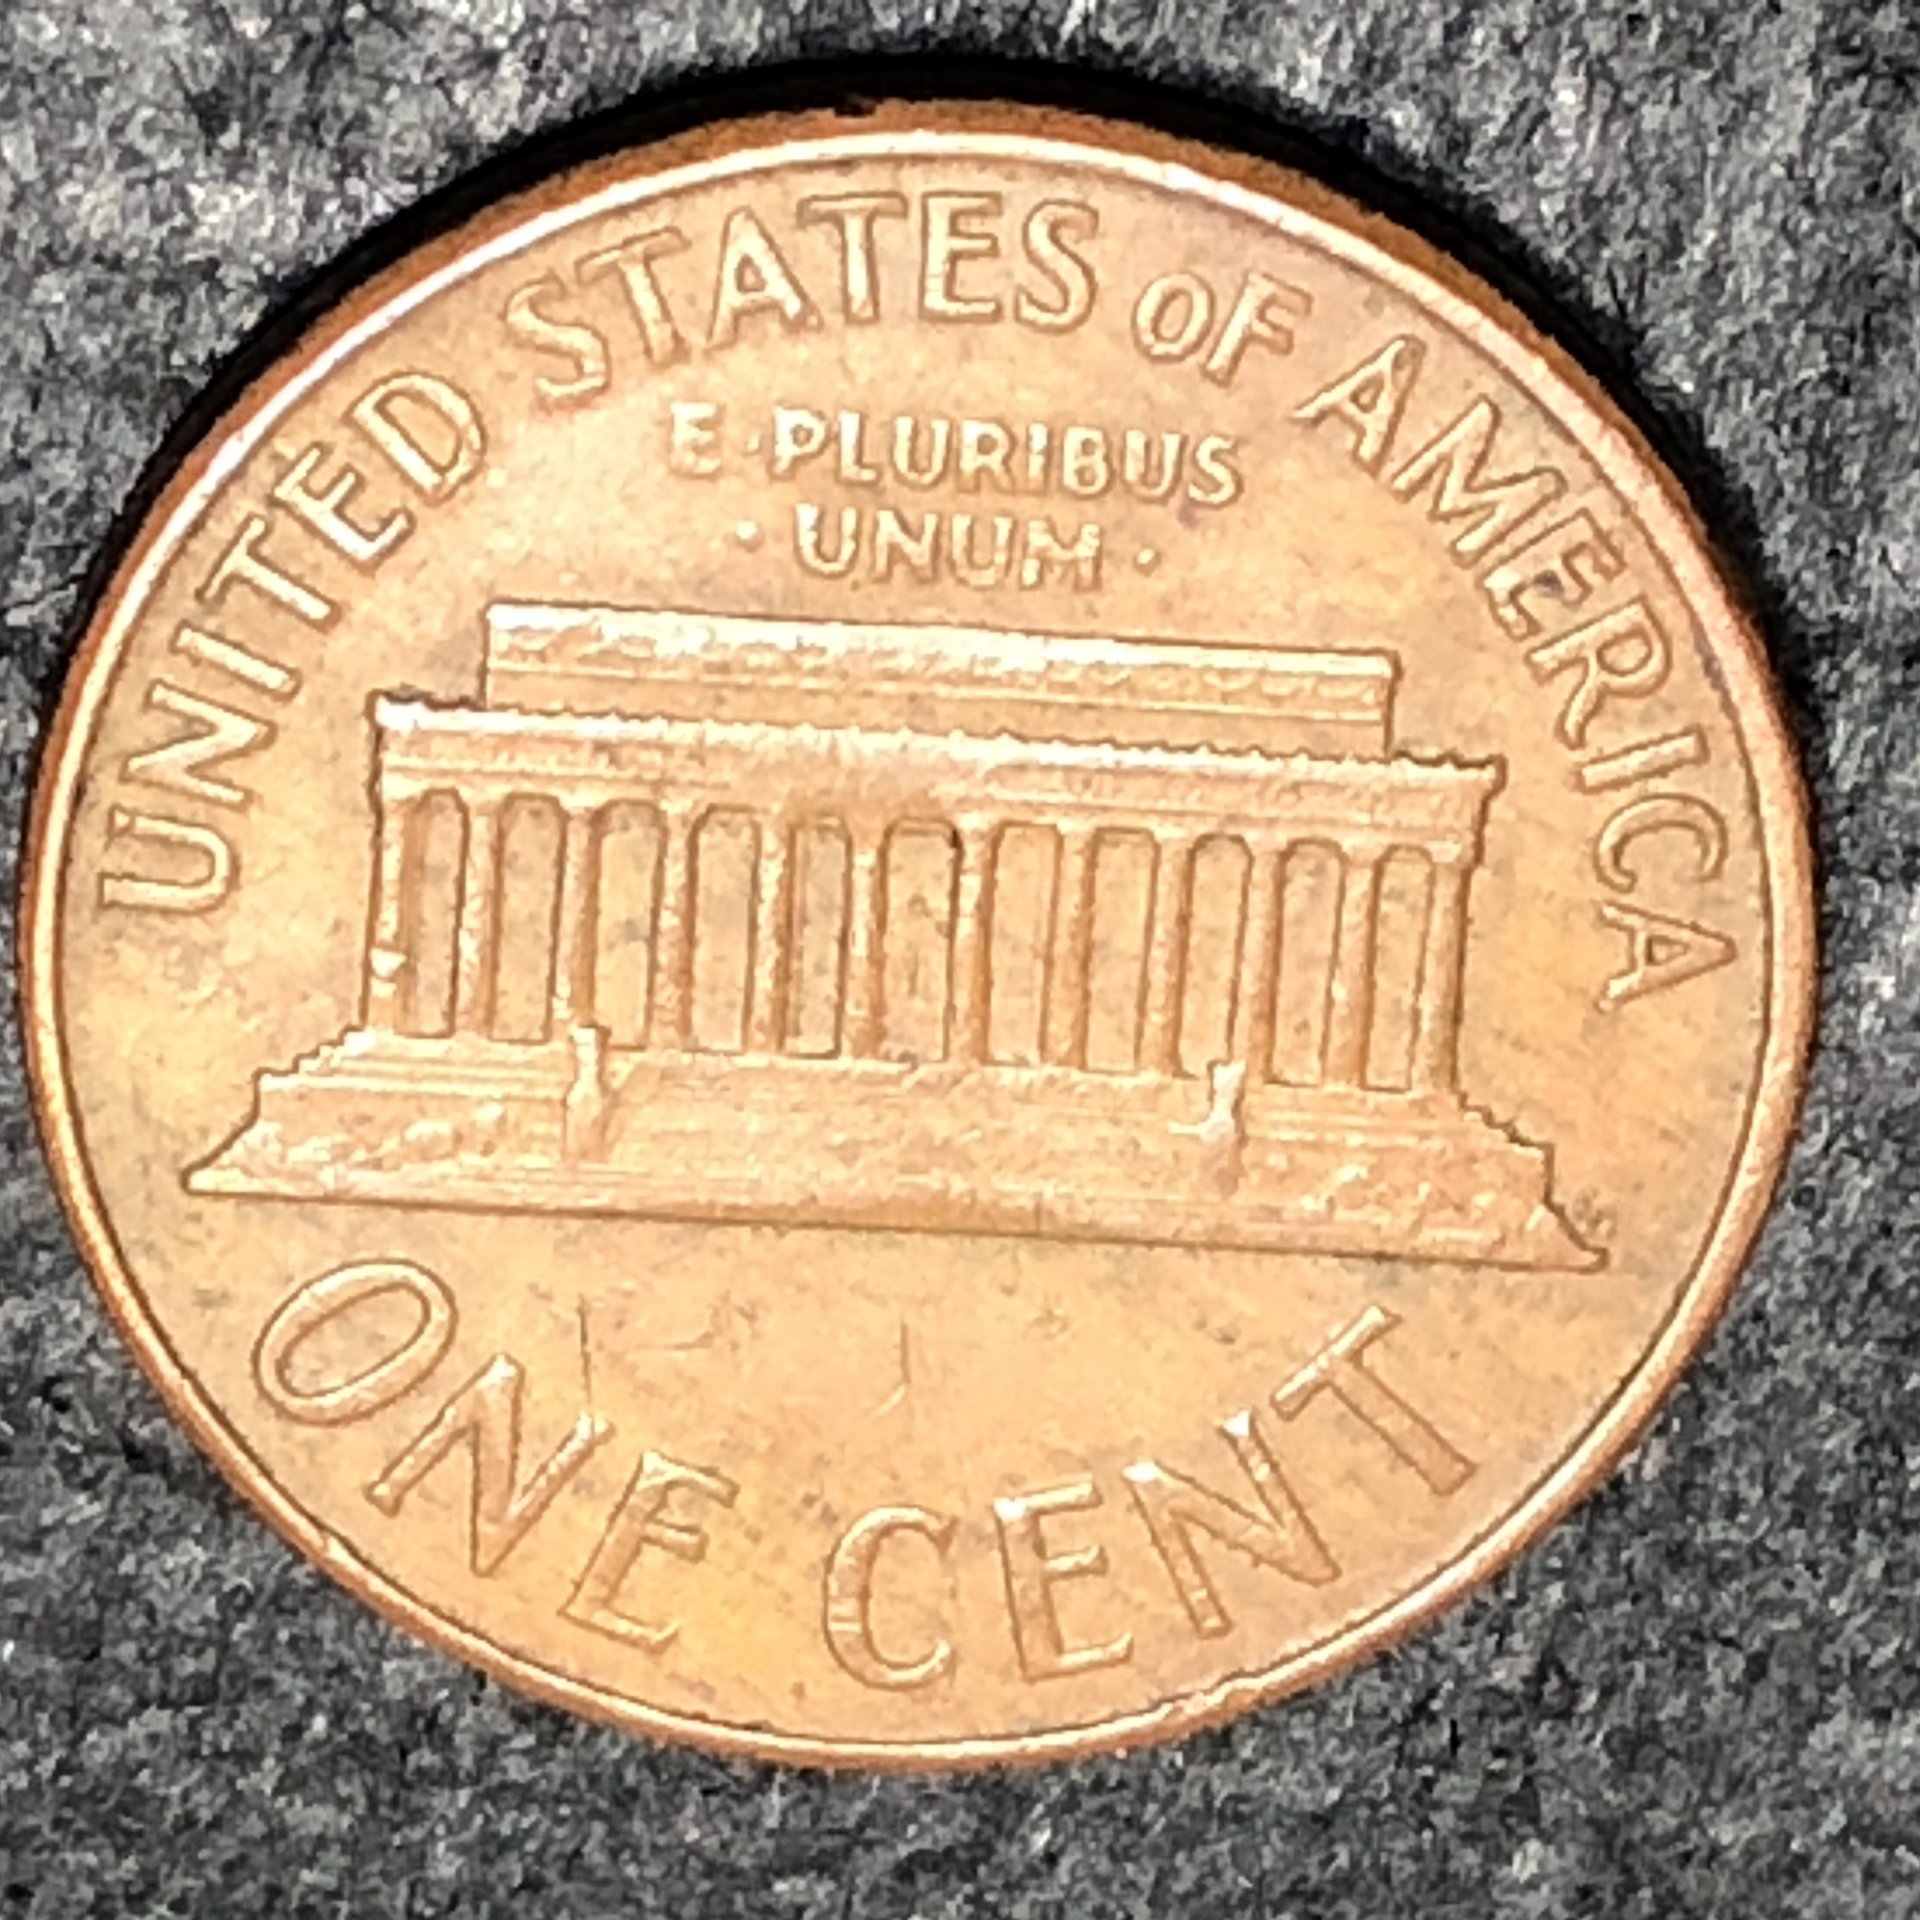 UNITED STATES OF AMERICA
E·PLURIBUS
·UNUM·
ONE CENT